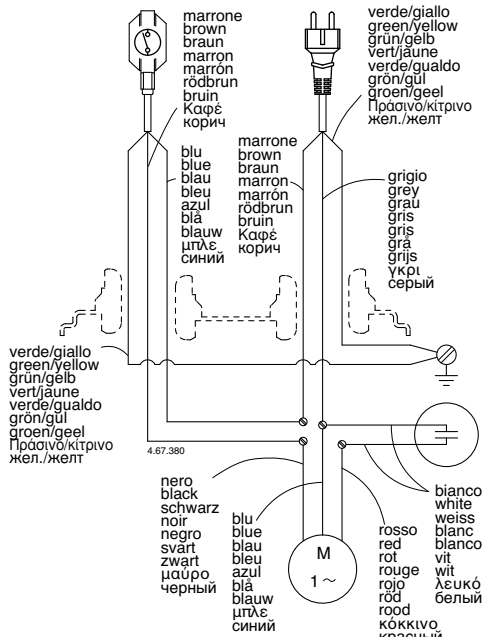 marrone
brown
braun
marron
marrón
rödbrun
bruin
Καφέ
корич
verde/giallo
green/yellow
grün/gelb
vert/jaune
verde/gualdo
grön/gul
groen/geel
Πράσινο/κίτρινο
жел./желт
blu
blue
blau
bleu
azul
blå
blauw
μπλε
синий
marrone
brown
braun
marron
marrón
rödbrun
bruin
Καφέ
корич
grigio
grey
grau
gris
gris
grå
grijs
γκρι
серый
verde/giallo
green/yellow
grün/gelb
vert/jaune
verde/gualdo
grön/gul
groen/geel
Πράσινο/κίτρινο
жел./желт
4.67.380
nero
black
schwarz
noir
negro
svart
zwart
μαύρο
черный
blu
blue
blau
bleu
azul
blå
blauw
μπλε
синий
M
1~
rosso
red
rot
rouge
rojo
röd
rood
κόκκινο
красный
bianco
white
weiss
blanc
blanco
vit
wit
λευκό
белый